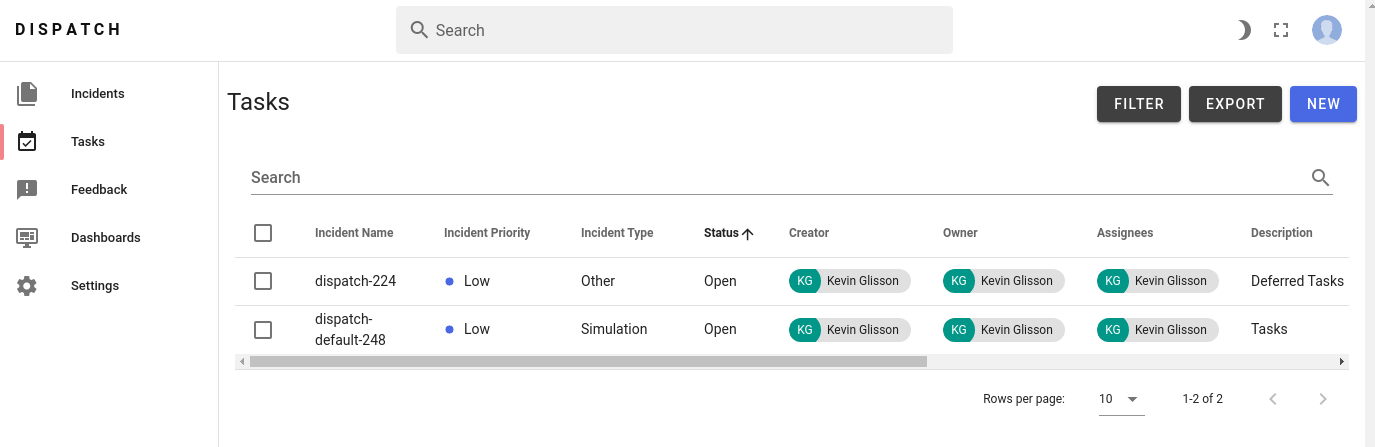 DISPATCH
Search
Incidents
Tasks
Feedback
Dashboards
Settings
Tasks
FILTER EXPORT NEW
Search
Incident Name Incident Priority Incident Type Status Creator Owner Assignees Description
dispatch-224 Low Other Open KG Kevin Glisson KG Kevin Glisson KG Kevin Glisson Deferred Tasks
dispatch-
default-248 Low Simulation Open KG Kevin Glisson KG Kevin Glisson KG Kevin Glisson Tasks
Rows per page: 10 1-2 of 2